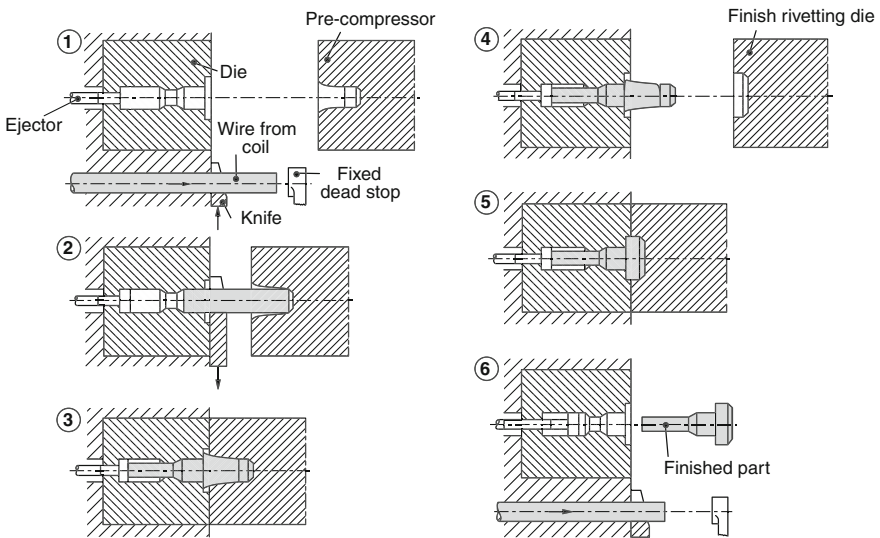 1
Pre-compressor
Die
Ejector
Wire from
coil
Fixed
dead stop
Knife
2
3
4
Finish rivetting die
5
6
Finished part